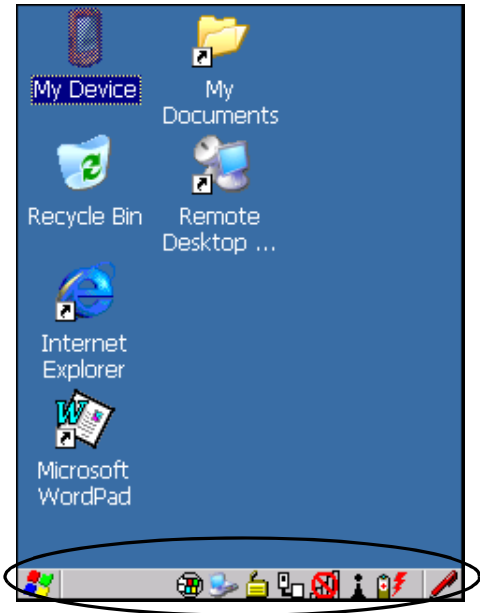 My Device
My
Documents
Recycle Bin
Remote
Desktop ...
Internet
Explorer
Microsoft
WordPad